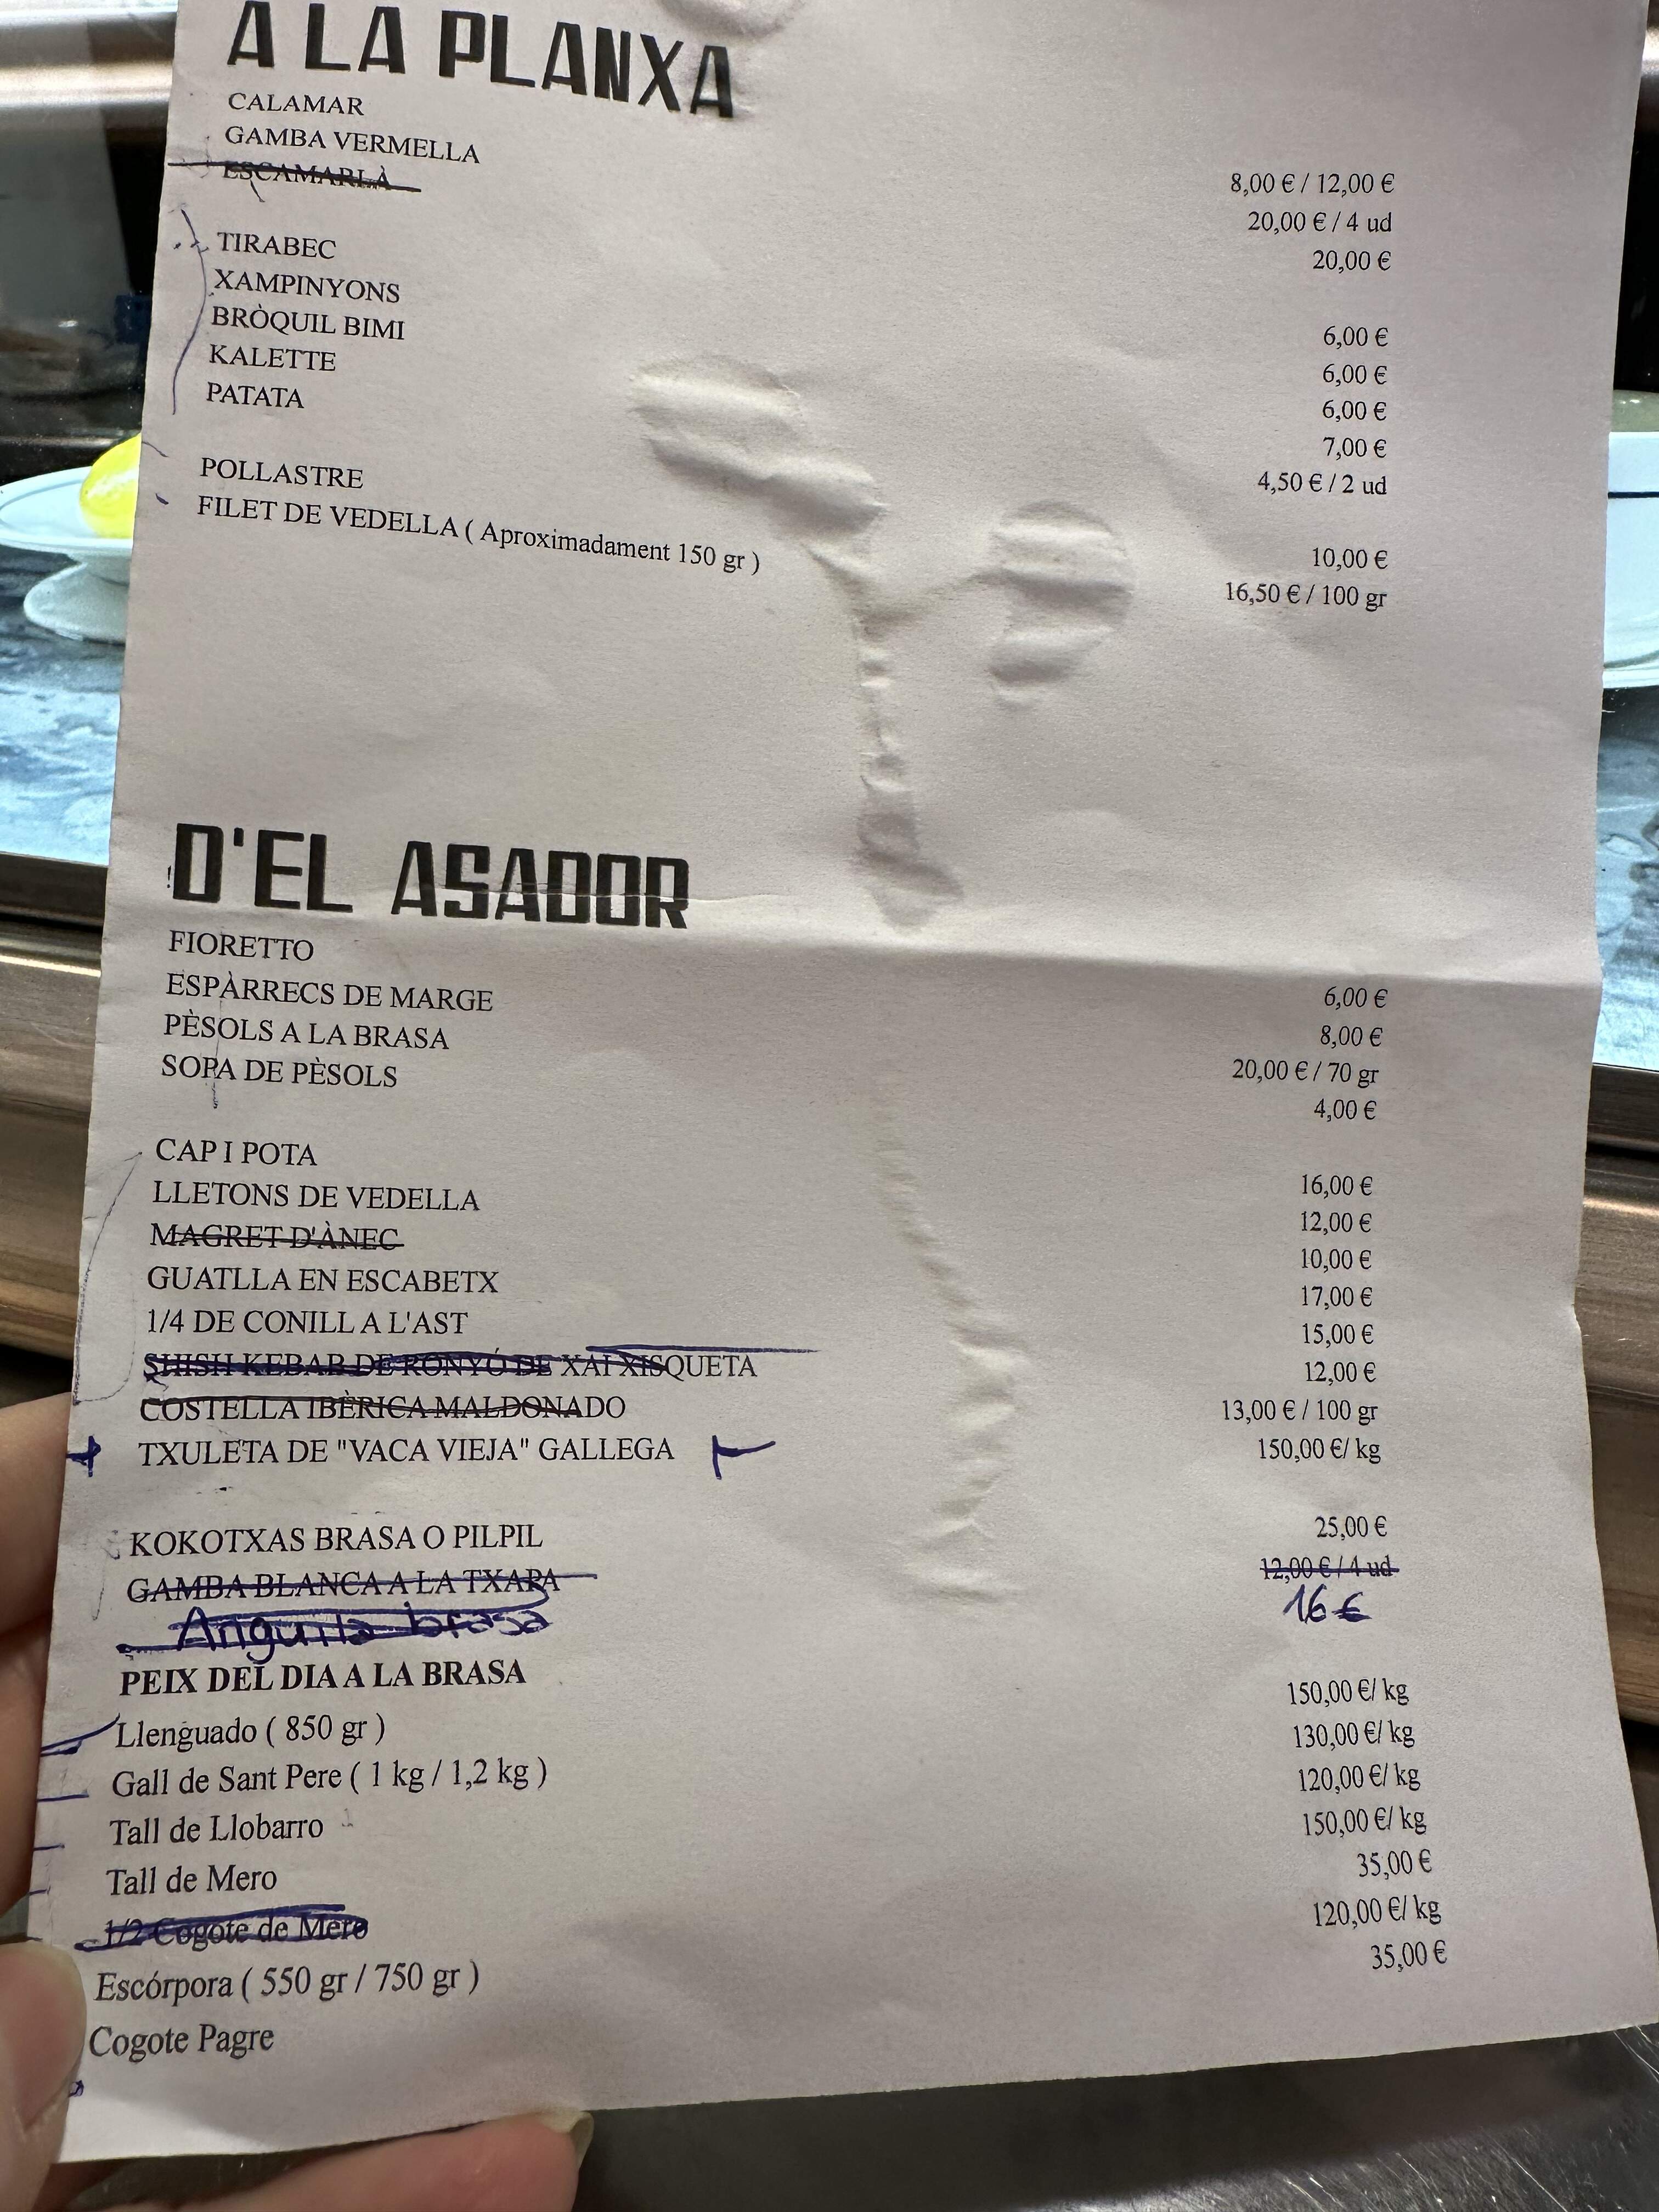 A LA PLANXA
CALAMAR 8,00 € / 12,00 €
GAMBA VERMELLA 20,00 € / 4 ud
ESCAMARLÀ 20,00 €
TIRABEC 6,00 €
XAMPINYONS 6,00 €
BRÒQUIL BIMI 6,00 €
KALETTE 7,00 €
PATATA 4,50 € / 2 ud
POLLASTRE 10,00 €
FILET DE VEDELLA ( Aproximadament 150 gr ) 16,50 € / 100 gr
D'EL ASADOR
FIORETTO 6,00 €
ESPÀRRECS DE MARGE 8,00 €
PÈSOLS A LA BRASA 20,00 € / 70 gr
SOPA DE PÈSOLS 4,00 €
CAP I POTA 16,00 €
LLETONS DE VEDELLA 12,00 €
MAGRET D'ÀNEC 10,00 €
GUATLLA EN ESCABETX 17,00 €
1/4 DE CONILL A L'AST 15,00 €
SHISH KEBAB DE RONYÓ DE XAI XISQUETA 12,00 €
COSTELLA IBÈRICA MALDONADO 13,00 € / 100 gr
TXULETA DE "VACA VIEJA" GALLEGA 150,00 €/ kg
KOKOTXAS BRASA O PILPIL 25,00 €
GAMBA BLANCA A LA TXAPA 12,00 € / 4 ud
Anguila brasa 16 €
PEIX DEL DIA A LA BRASA
Llenguado ( 850 gr ) 150,00 €/ kg
Gall de Sant Pere ( 1 kg / 1,2 kg ) 130,00 €/ kg
Tall de Llobarro 120,00 €/ kg
Tall de Mero 150,00 €/ kg
1/2 Cogote de Mero 35,00 €
Escórpora ( 550 gr / 750 gr ) 120,00 €/ kg
Cogote Pagre 35,00 €